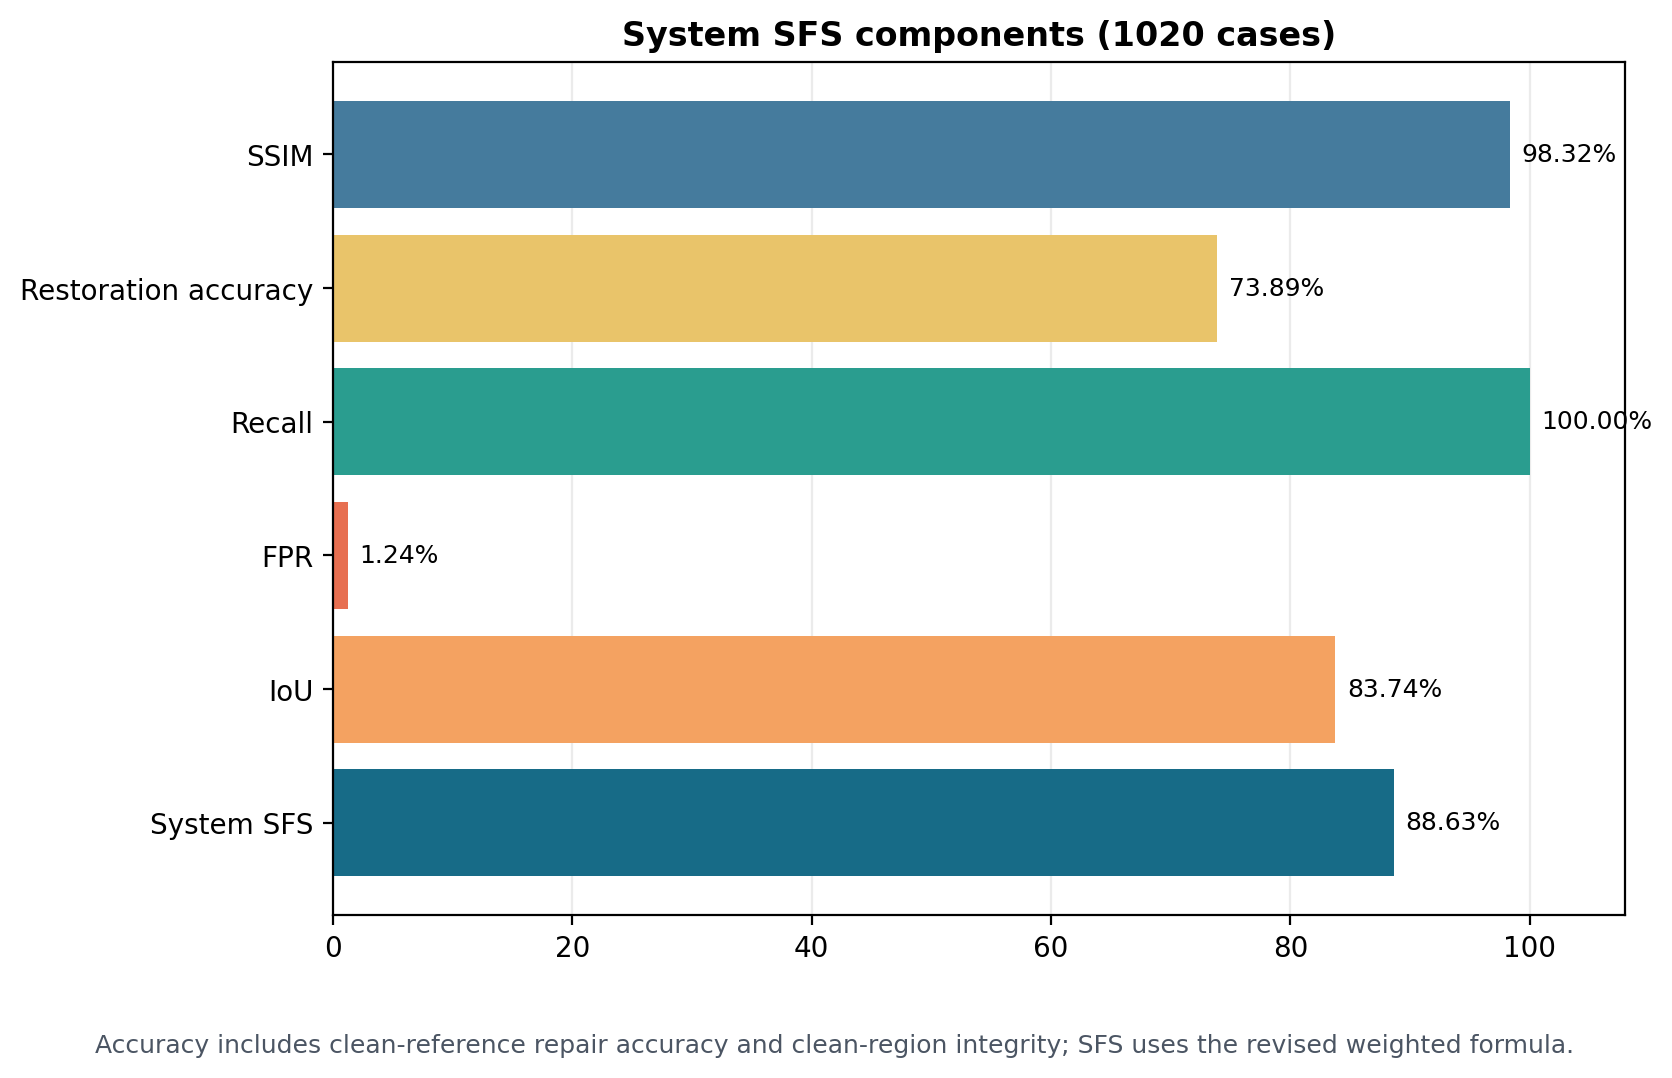 System SFS components (1020 cases)
SSIM
98.32%
Restoration accuracy
73.89%
Recall
100.00%
FPR
1.24%
IoU
83.74%
System SFS
88.63%
0 20 40 60 80 100
Accuracy includes clean-reference repair accuracy and clean-region integrity; SFS uses the revised weighted formula.